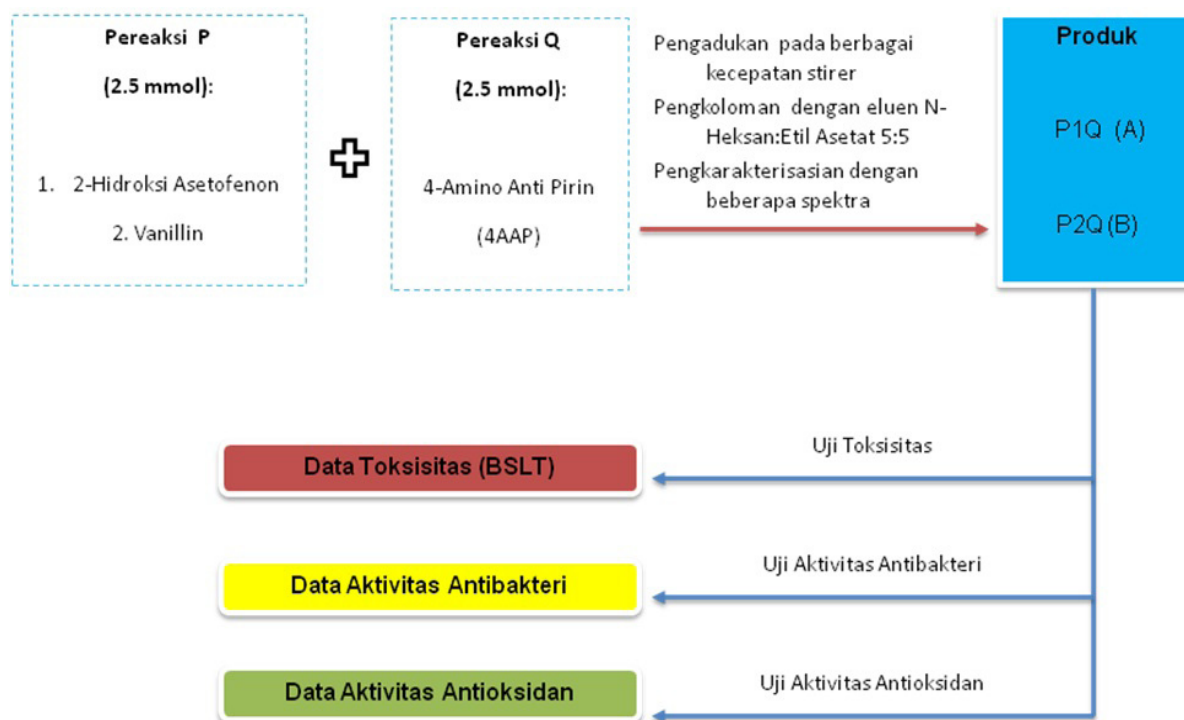 Pereaksi P
(2.5 mmol):
1. 2-Hidroksi Asetofenon
2. Vanillin
Pereaksi Q
(2.5 mmol):
4-Amino Anti Pirin
(4AAP)
Pengadukan pada berbagai
kecepatan stirer
Pengkoloman dengan eluen N-
Heksan:Etil Asetat 5:5
Pengkarakterisasian dengan
beberapa spektra
Produk
P1Q (A)
P2Q (B)
Uji Toksisitas
Data Toksisitas (BSLT)
Uji Aktivitas Antibakteri
Data Aktivitas Antibakteri
Uji Aktivitas Antioksidan
Data Aktivitas Antioksidan